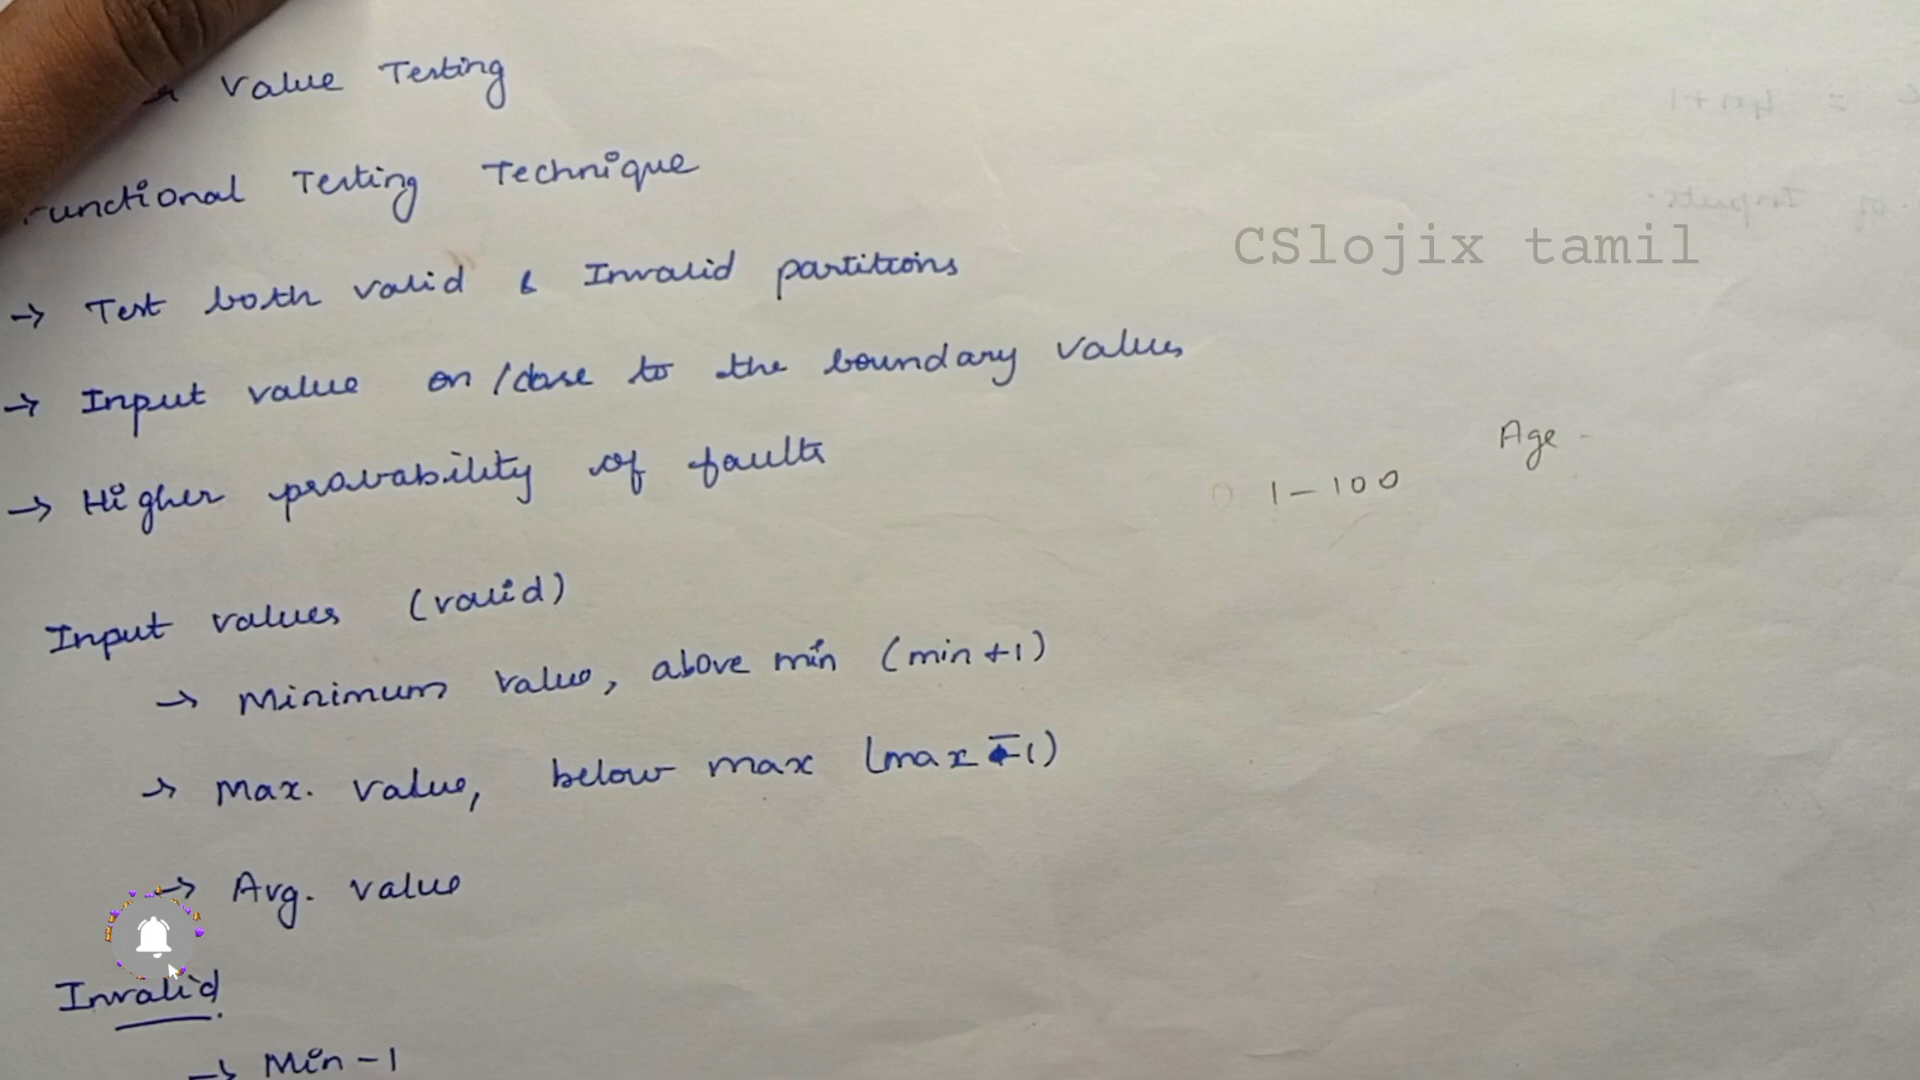 Value Testing
Functional Testing Technique
CSlojix tamil
→ Test both valid & Invalid partitions
→ Input value on/close to the boundary values
Age -
→ Higher probability of faults
0 1-100
Input values (valid)
→ Minimum value, above min (min+1)
→ Max. value, below max (max-1)
→ Avg. value
Invalid
→ Min-1